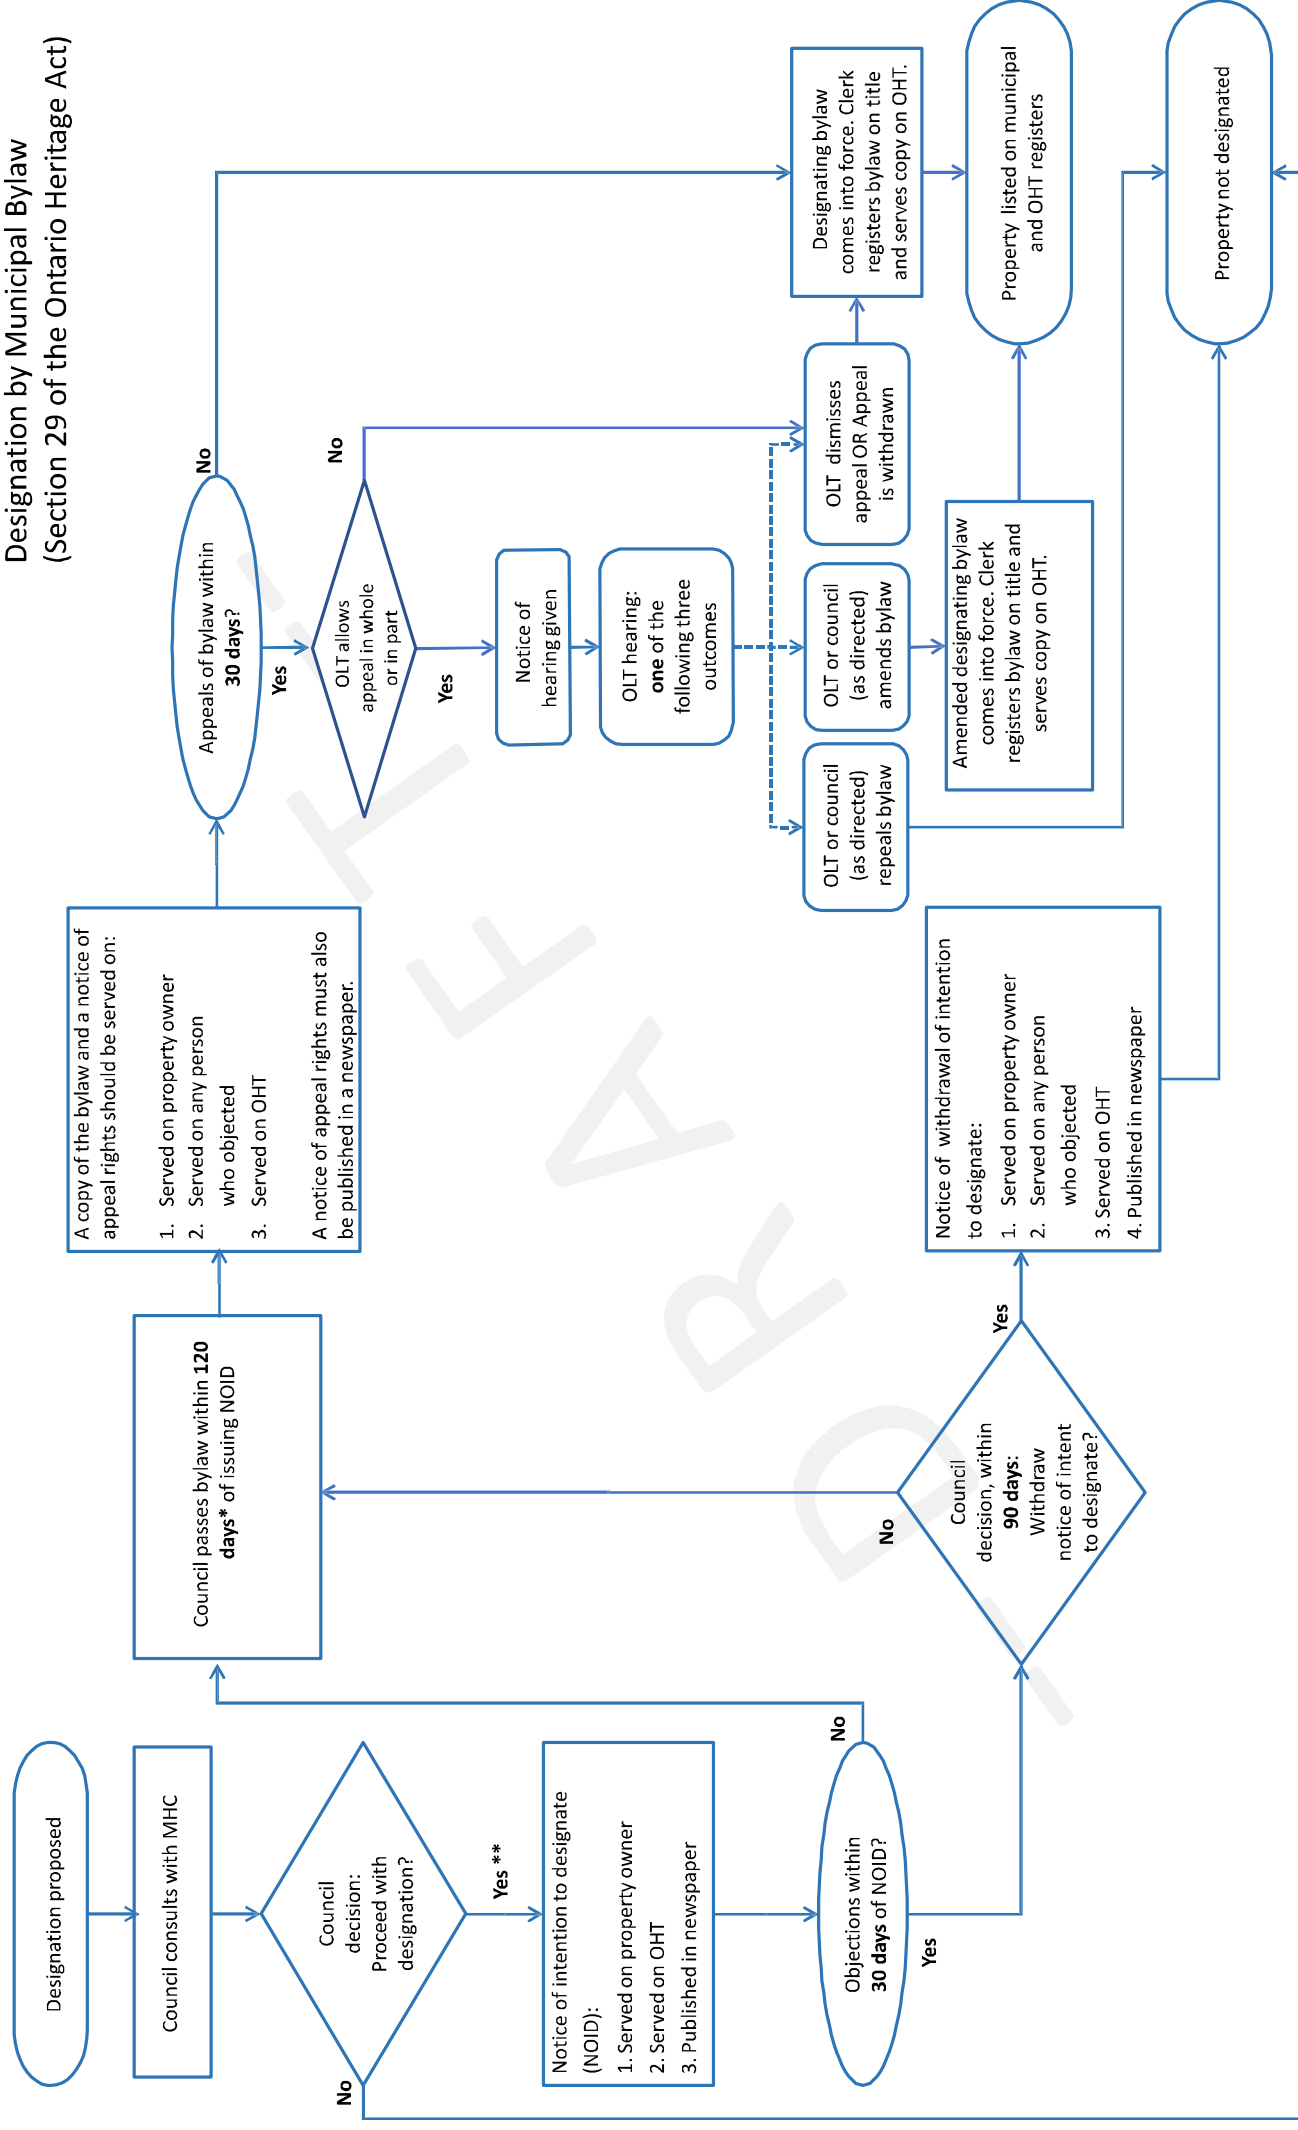 Designation by Municipal Bylaw
(Section 29 of the Ontario Heritage Act)
Designation proposed
Council consults with MHC
Council
decision:
Proceed with
designation?
No
Yes **
Notice of intention to designate
(NOID):
1. Served on property owner
2. Served on OHT
3. Published in newspaper
Objections within
30 days of NOID?
No
Yes
Council passes bylaw within 120
days* of issuing NOID
Council
decision, within
90 days:
Withdraw
notice of intent
to designate?
No
Yes
A copy of the bylaw and a notice of
appeal rights should be served on:
1. Served on property owner
2. Served on any person
who objected
3. Served on OHT
A notice of appeal rights must also
be published in a newspaper.
Notice of withdrawal of intention
to designate:
1. Served on property owner
2. Served on any person
who objected
3. Served on OHT
4. Published in newspaper
Appeals of bylaw within
30 days?
No
Yes
OLT allows
appeal in whole
or in part
No
Yes
Notice of
hearing given
OLT hearing:
one of the
following three
outcomes
OLT or council
(as directed)
repeals bylaw
OLT or council
(as directed)
amends bylaw
OLT dismisses
appeal OR Appeal
is withdrawn
Amended designating bylaw
comes into force. Clerk
registers bylaw on title and
serves copy on OHT.
Designating bylaw
comes into force. Clerk
registers bylaw on title
and serves copy on OHT.
Property listed on municipal
and OHT registers
Property not designated
- DRAFT -